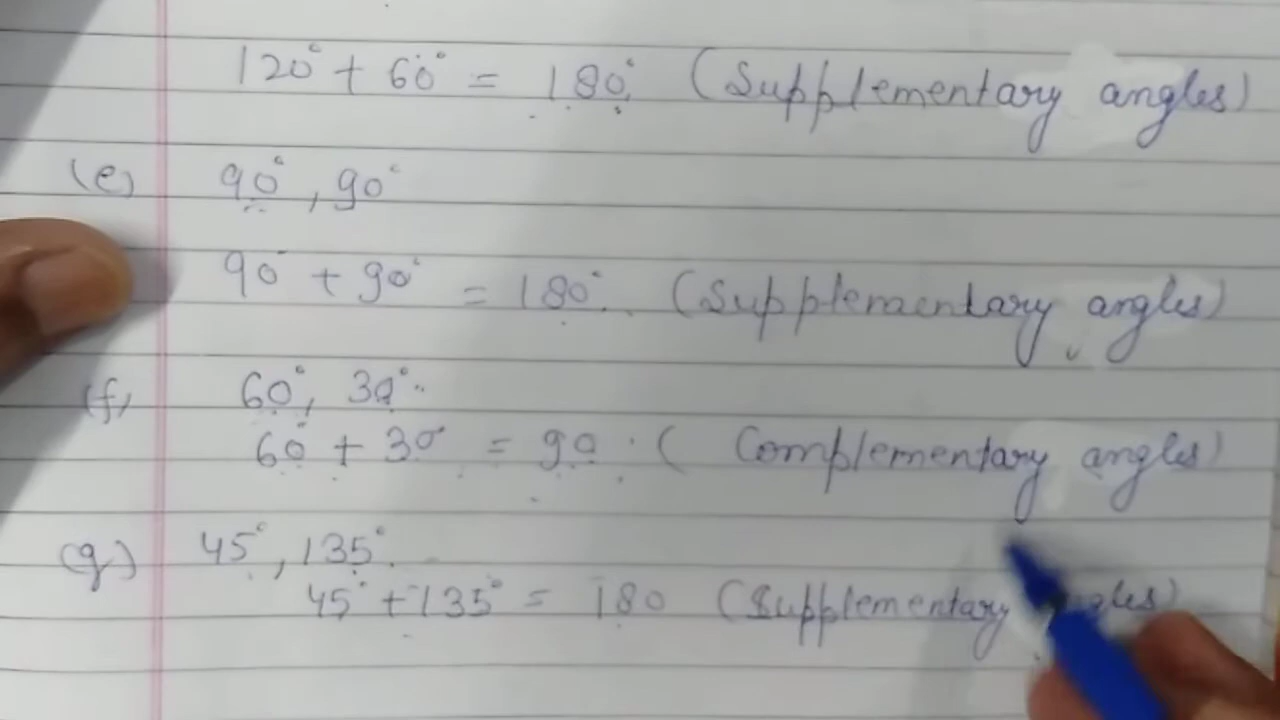 120° + 60° = 180° (Supplementary angles)
(e) 90°, 90°
90° + 90° = 180°. (Supplementary angles)
(f) 60°, 30°
60° + 30° = 90. (Complementary angles)
(g) 45°, 135°.
45° + 135° = 180 (Supplementary angles)